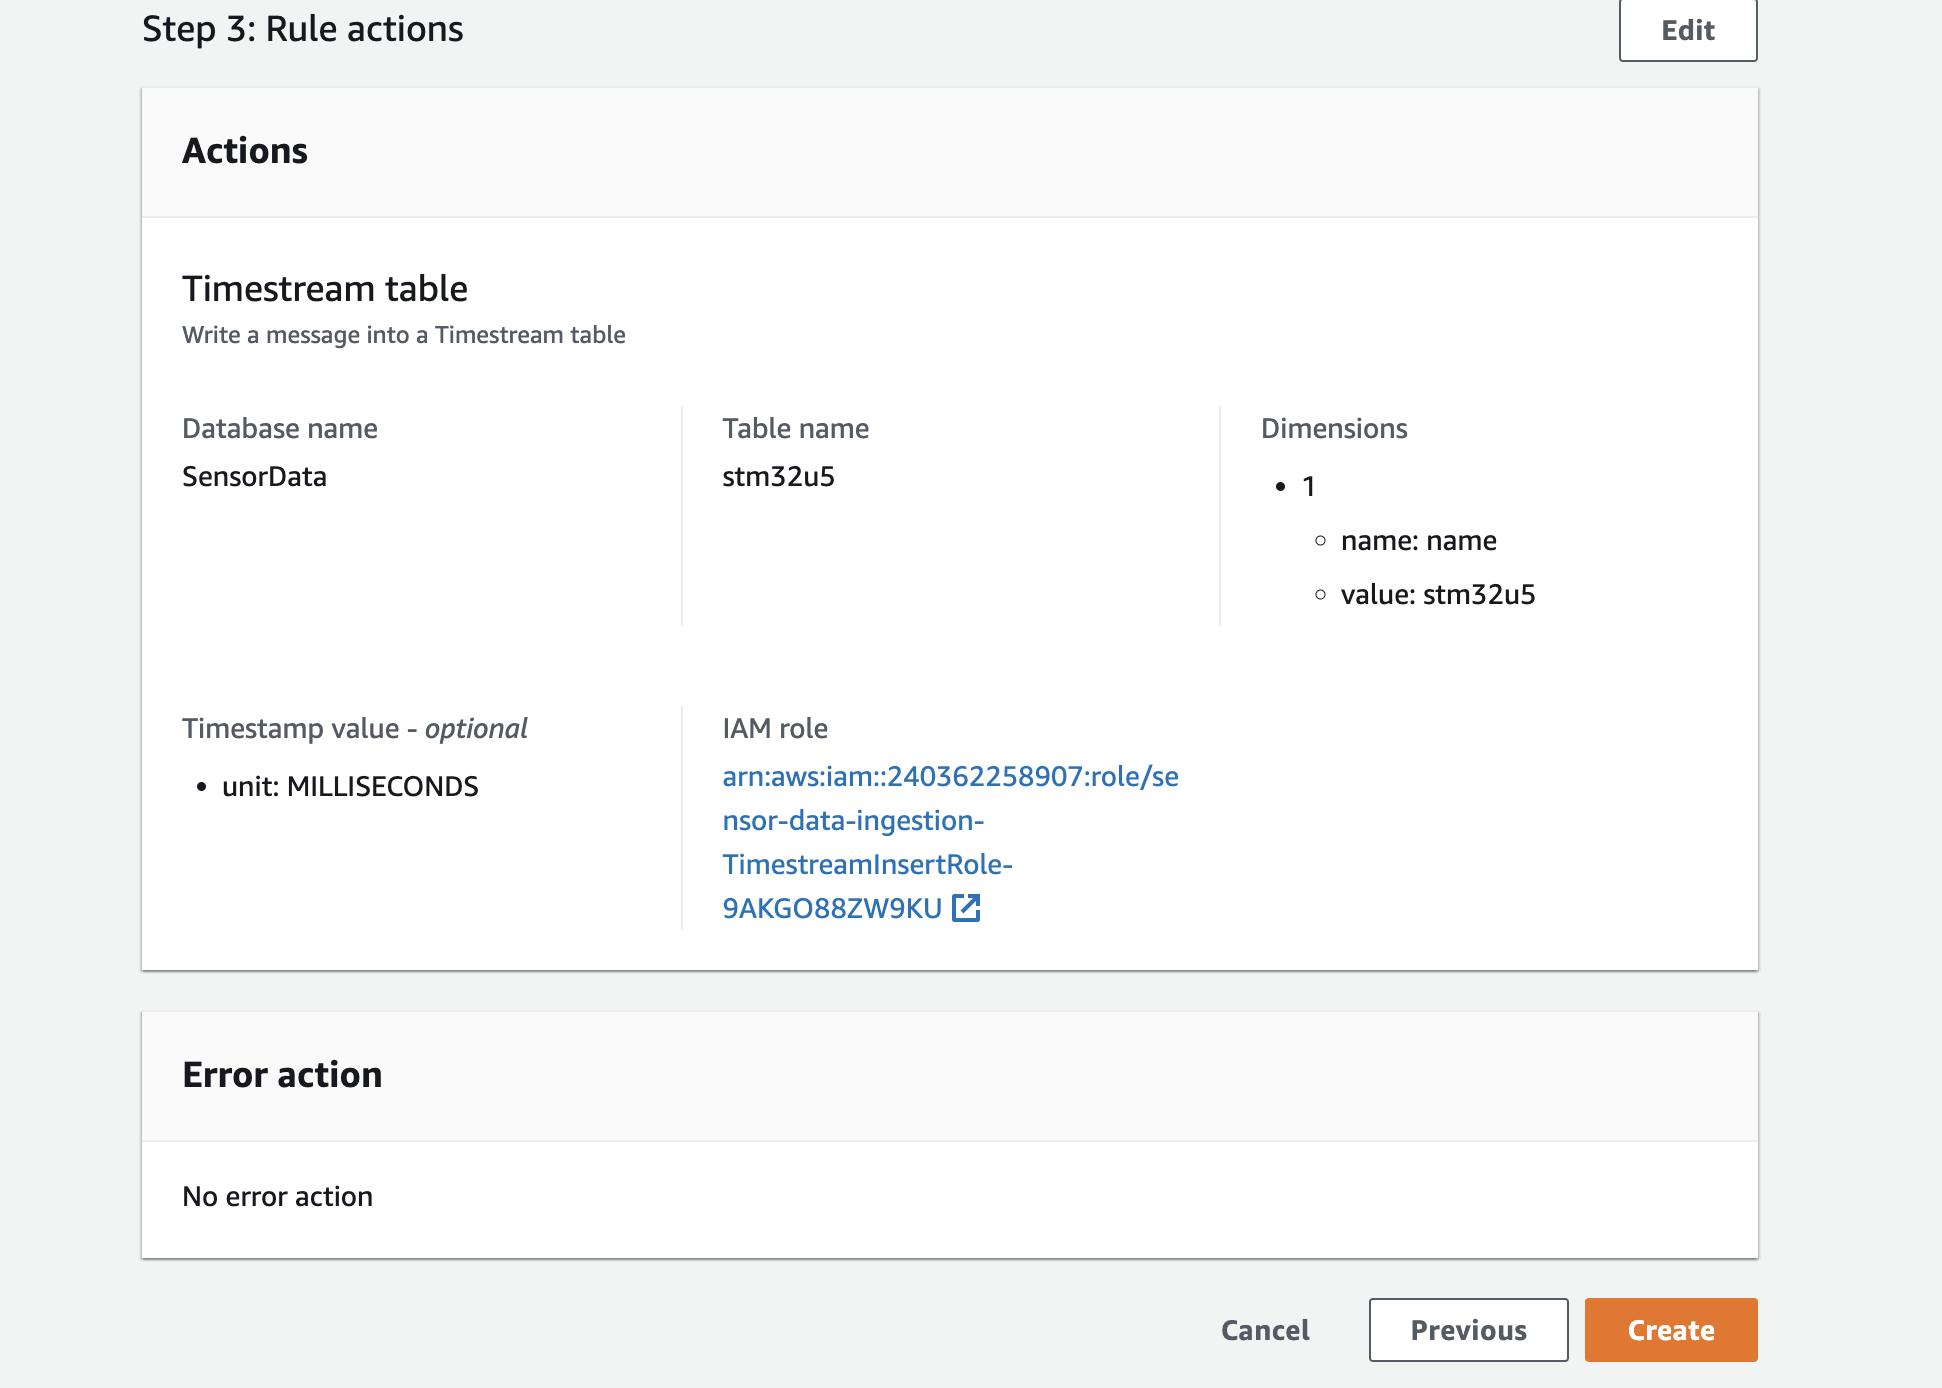 Step 3: Rule actions
Edit
Actions
Timestream table
Write a message into a Timestream table
Database name
SensorData
Table name
stm32u5
Dimensions
1
name: name
value: stm32u5
Timestamp value - optional
unit: MILLISECONDS
IAM role
arn:aws:iam::240362258907:role/se
nsor-data-ingestion-
TimestreamInsertRole-
9AKGO88ZW9KU
Error action
No error action
Cancel
Previous
Create